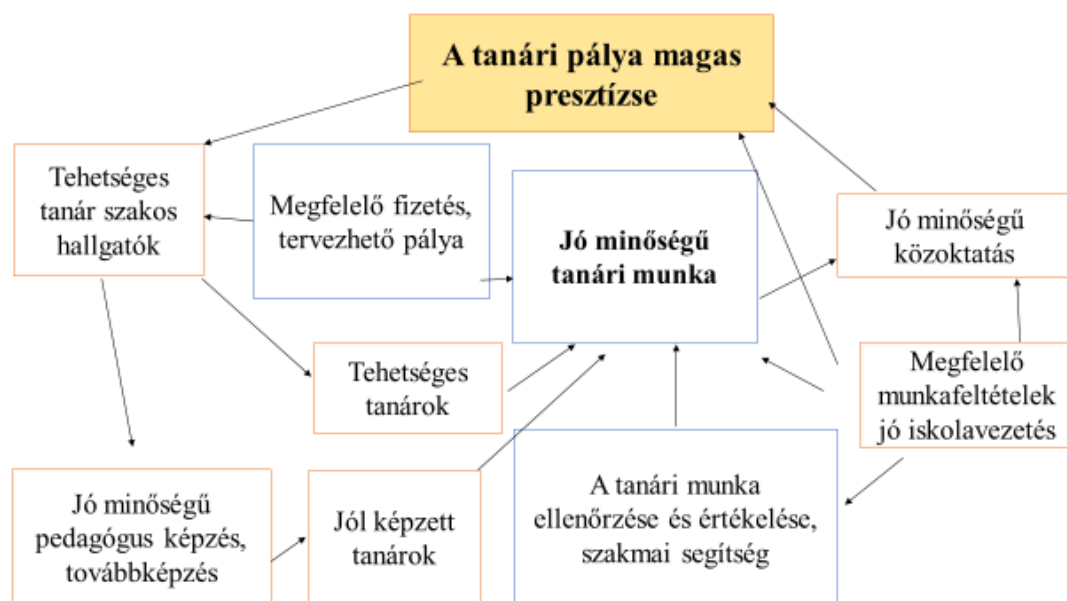 A tanári pálya magas
presztízse
Tehetséges
tanár szakos
hallgatók
Megfelelő fizetés,
tervezhető pálya
Jó minőségű
tanári munka
Jó minőségű
közoktatás
Tehetséges
tanárok
Megfelelő
munkafeltételek
jó iskolavezetés
Jó minőségű
pedagógus képzés,
továbbképzés
Jól képzett
tanárok
A tanári munka
ellenőrzése és értékelése,
szakmai segítség